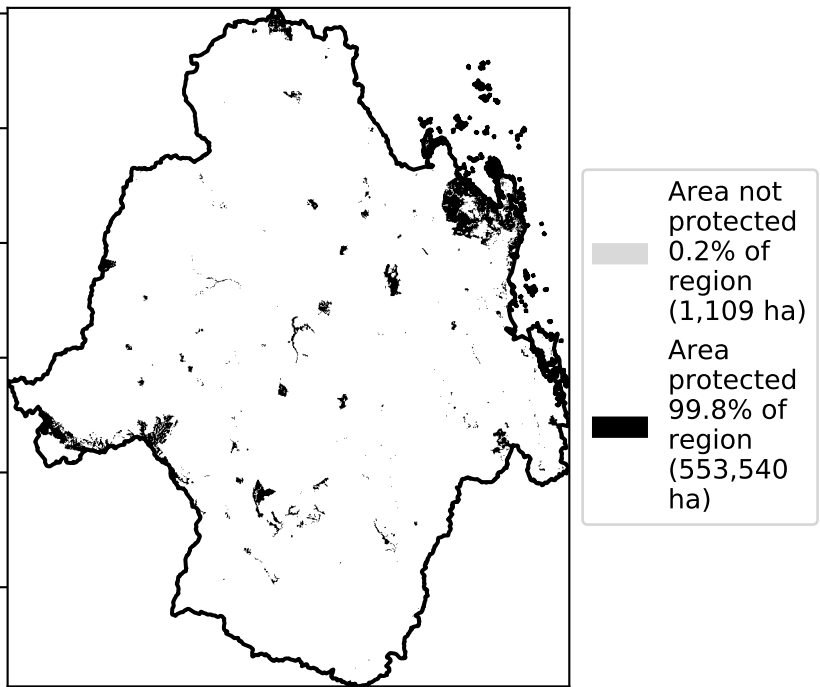 Area not
protected
0.2% of
region
(1,109 ha)
Area
protected
99.8% of
region
(553,540
ha)